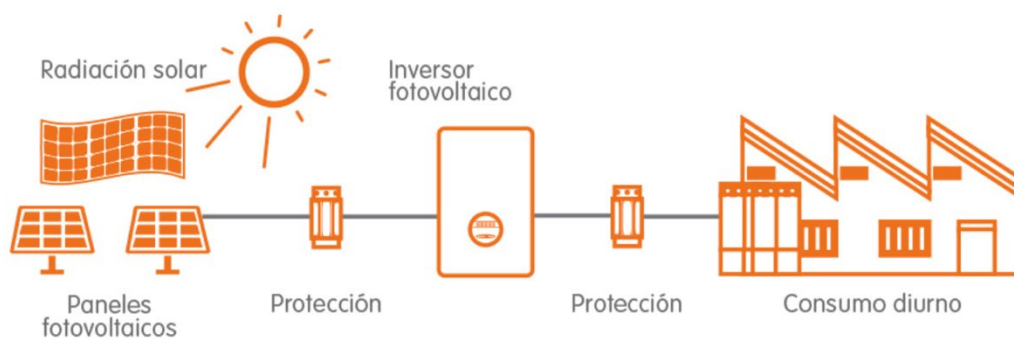 Radiación solar
Inversor
fotovoltaico
Paneles
fotovoltaicos
Protección
Protección
Consumo diurno